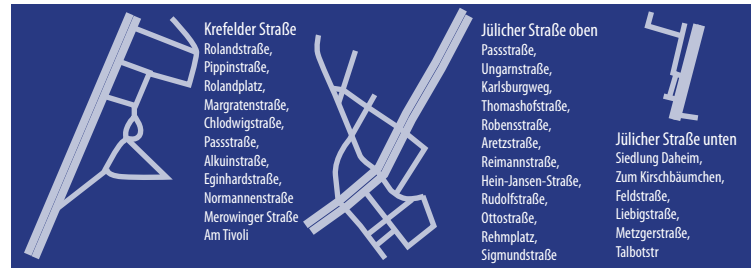 Krefelder Straße
Rolandstraße,
Pippinstraße,
Rolandplatz,
Margratenstraße,
Chlodwigstraße,
Passstraße,
Alkuinstraße,
Eginhardstraße,
Normannenstraße
Merowinger Straße
Am Tivoli
Jülicher Straße oben
Passstraße,
Ungarnstraße,
Karlsburgweg,
Thomashofstraße,
Robensstraße,
Aretzstraße,
Reimannstraße,
Hein-Jansen-Straße,
Rudolfstraße,
Ottostraße,
Rehmplatz,
Sigmundstraße
Jülicher Straße unten
Siedlung Daheim,
Zum Kirschbäumchen,
Feldstraße,
Liebigstraße,
Metzgerstraße,
Talbotstr